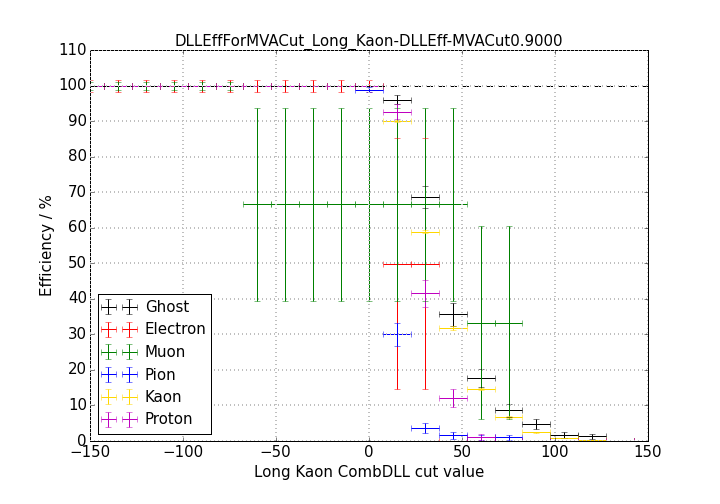 DLLEffForMVACut_Long_Kaon-DLLEff-MVACut0.9000
110
100
90
80
70
60
50
40
30
20
10
0
Efficiency / %
Ghost
Electron
Muon
Pion
Kaon
Proton
−150 −100 −50 0 50 100 150
Long Kaon CombDLL cut value